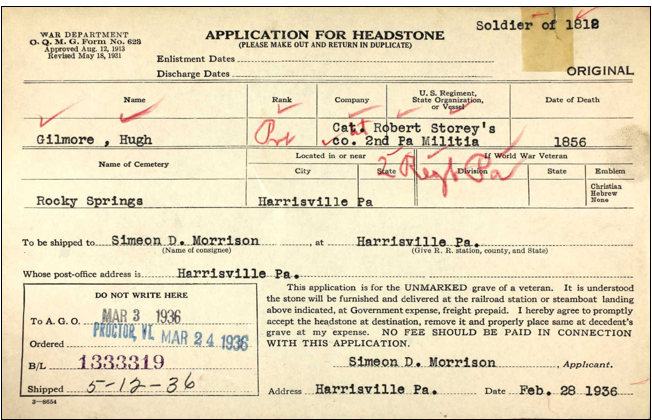 Soldier of 1812
WAR DEPARTMENT
O. Q. M. G. Form No. 623
Approved Aug. 12, 1913
Revised May 18, 1931
APPLICATION FOR HEADSTONE
(PLEASE MAKE OUT AND RETURN IN DUPLICATE)
Enlistment Dates
Discharge Dates
ORIGINAL
Name
Rank
Company
U. S. Regiment,
State Organization,
or Vessel
Date of Death
Gilmore , Hugh
Pvt
Cat. Robert Storey's
co. 2nd Pa Militia
1856
2 Regt Pa
Name of Cemetery
Located in or near
If World War Veteran
City
State
Division
State
Emblem
Christian
Hebrew
None
Rocky Springs
Harrisville Pa
To be shipped to Simeon D. Morrison , at Harrisville Pa.
(Name of consignee)
(Give R. R. station, county, and State)
Whose post-office address is Harrisville Pa.
DO NOT WRITE HERE
To A. G. O. MAR 3 1936
PROCTOR, VT.
Ordered MAR 24 1936
B/L 1333319
Shipped 5-12-36
3—8654
This application is for the UNMARKED grave of a veteran. It is understood
the stone will be furnished and delivered at the railroad station or steamboat landing
above indicated, at Government expense, freight prepaid. I hereby agree to promptly
accept the headstone at destination, remove it and properly place same at decedent's
grave at my expense. NO FEE SHOULD BE PAID IN CONNECTION
WITH THIS APPLICATION.
Simeon D. Morrison , Applicant.
Address Harrisville Pa. Date Feb. 28 1936